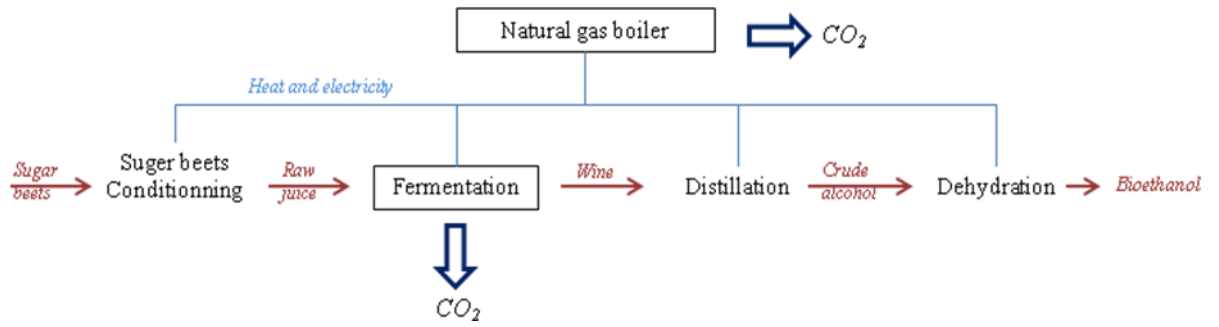 Natural gas boiler
CO₂
Heat and electricity
Sugar
beets
Suger beets
Conditionning
Raw
juice
Fermentation
Wine
Distillation
Crude
alcohol
Dehydration
Bioethanol
CO₂